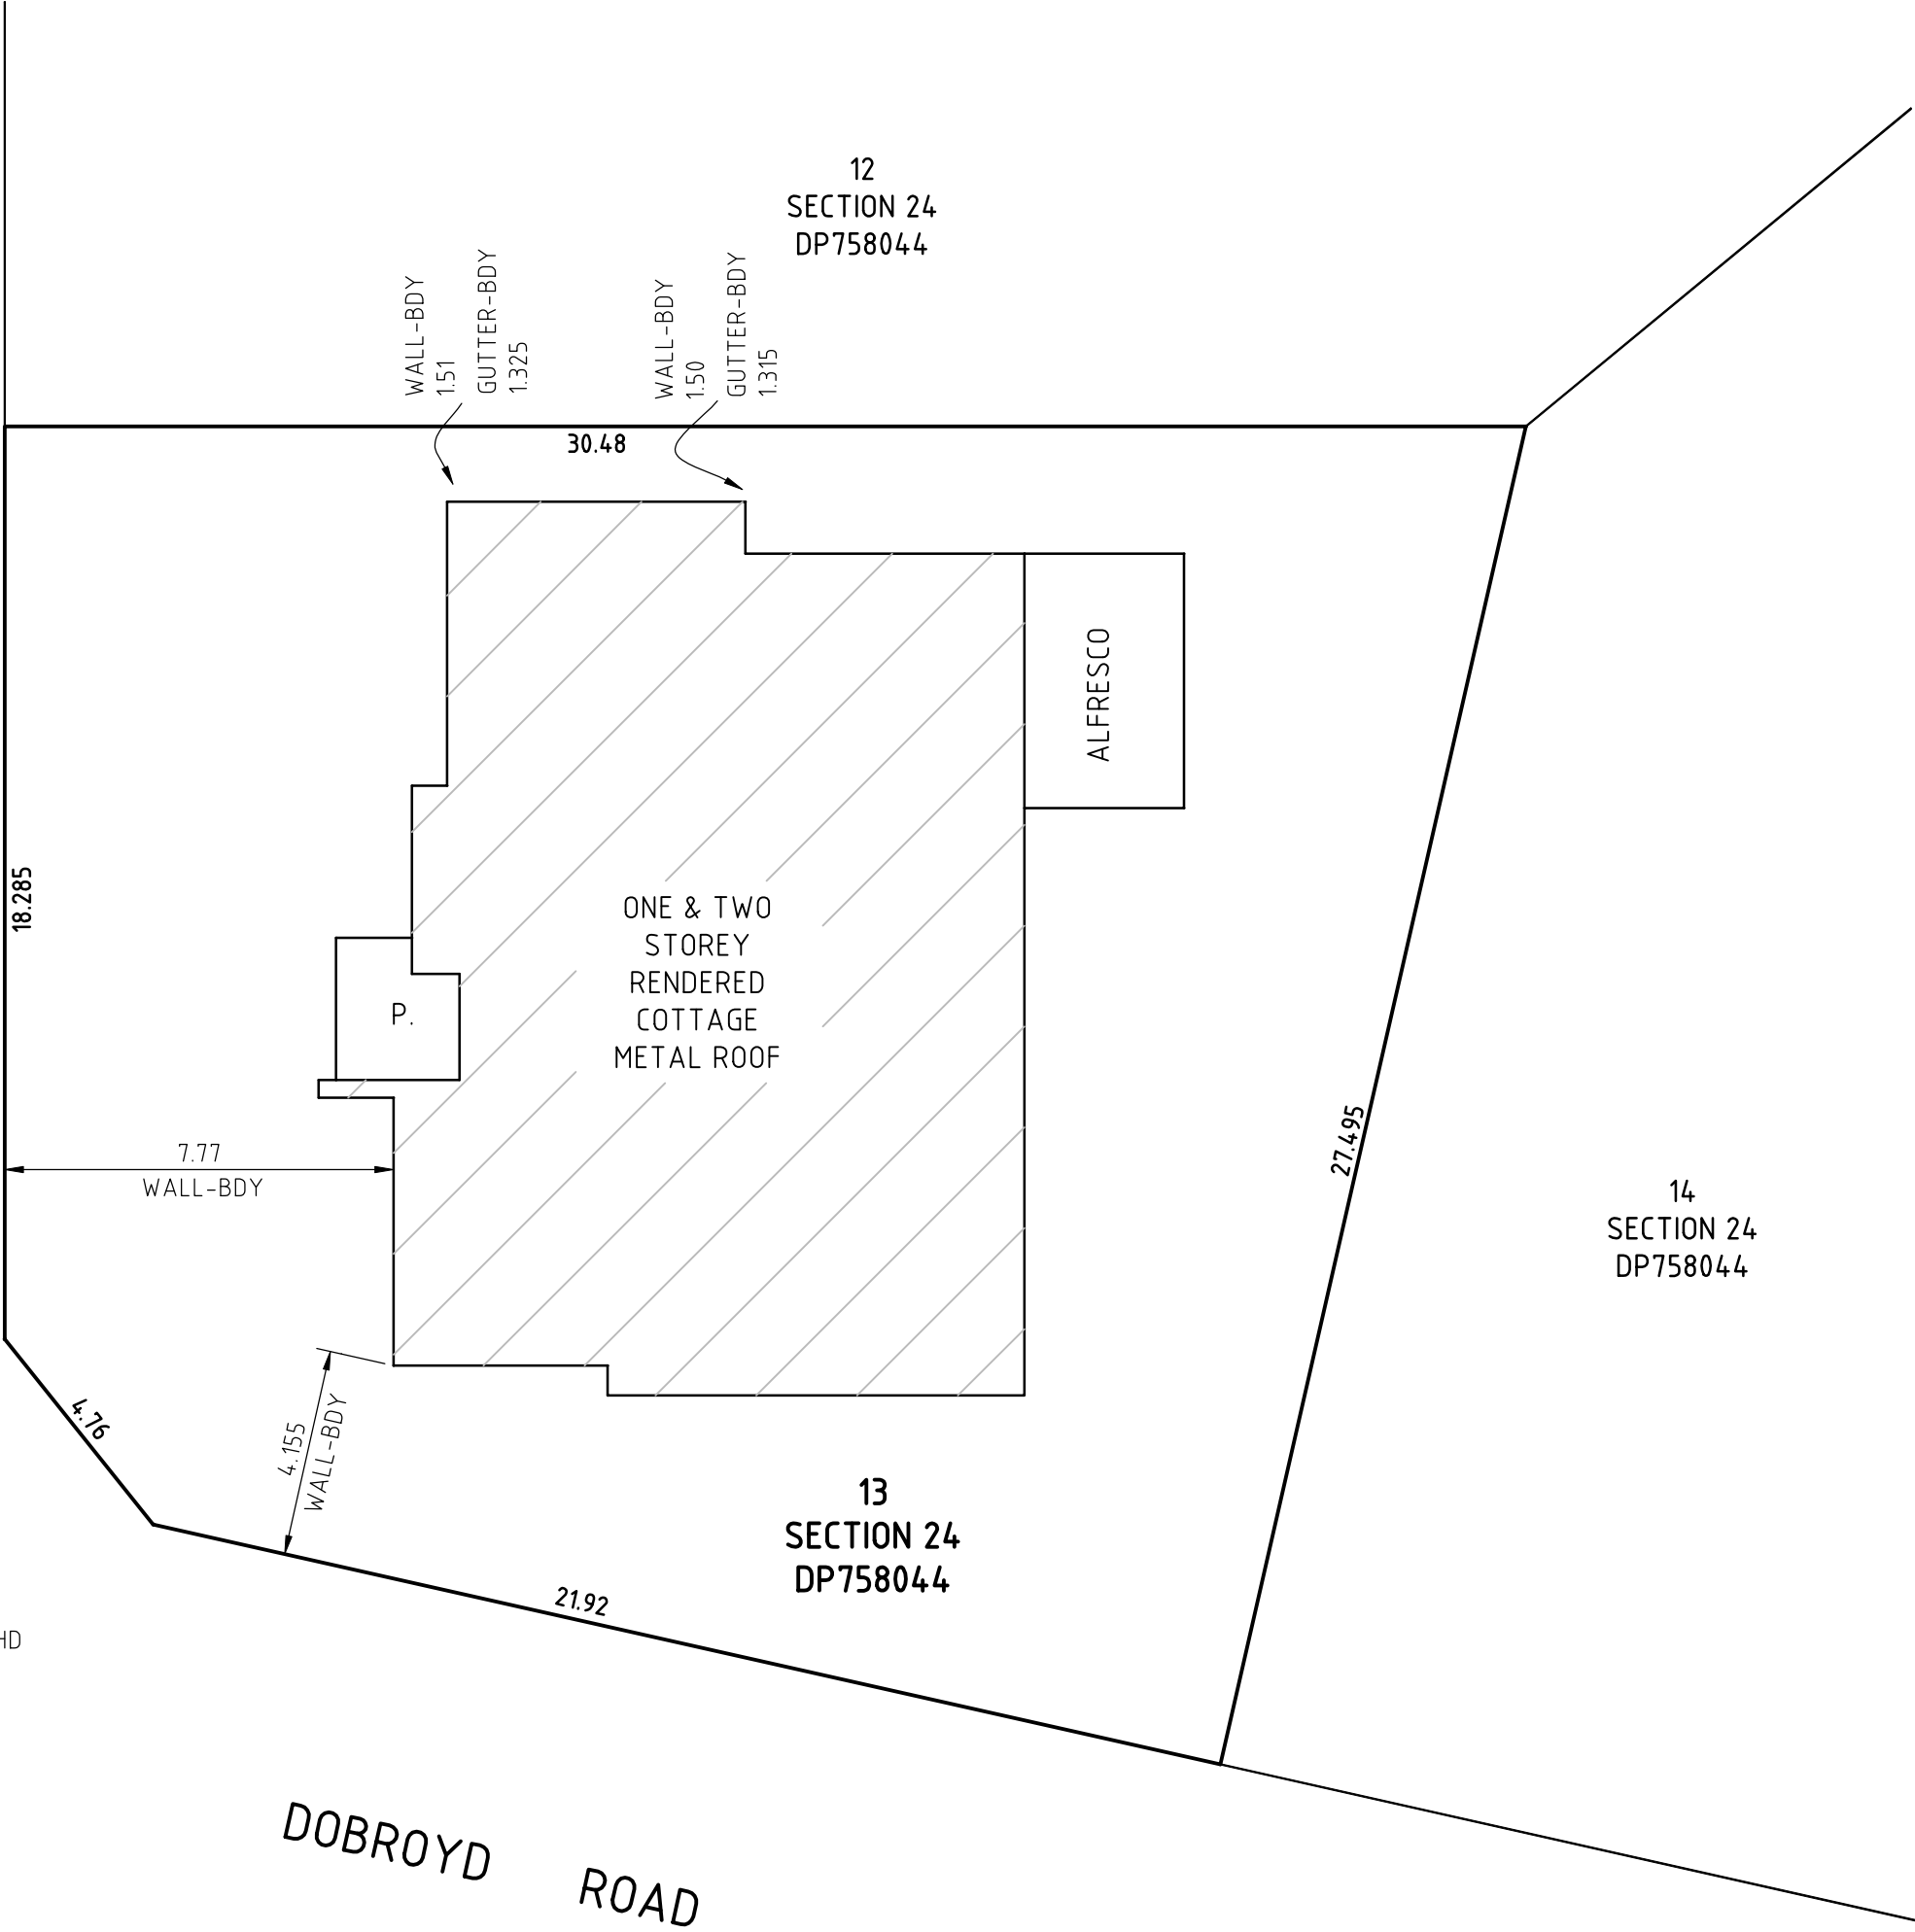 12
SECTION 24
DP758044
WALL-BDY
1.51
GUTTER-BDY
1.325
WALL-BDY
1.50
GUTTER-BDY
1.315
30.48
ALFRESCO
18.285
ONE & TWO
STOREY
RENDERED
COTTAGE
METAL ROOF
P.
7.77
WALL-BDY
27.495
14
SECTION 24
DP758044
4.76
4.155
WALL-BDY
13
SECTION 24
DP758044
21.92
HD
DOBROYD ROAD